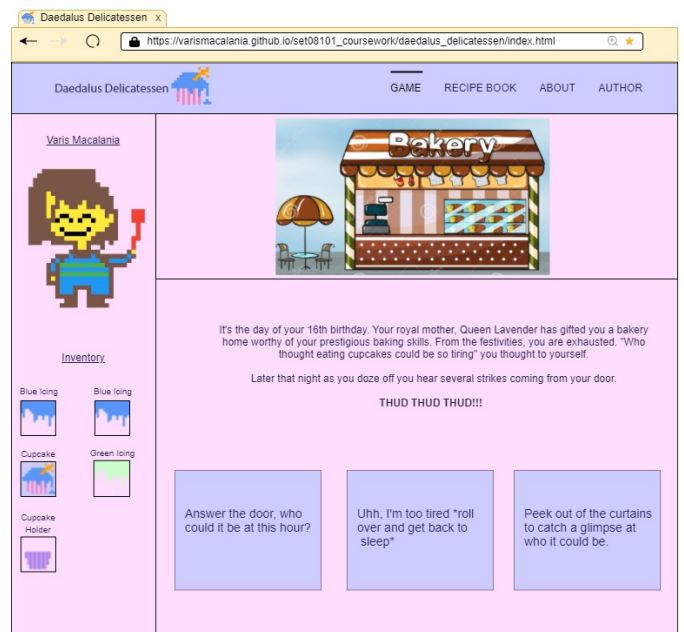 Daedalus Delicatessen x
https://varismacalania.github.io/set08101_coursework/daedalus_delicatessen/index.html
Daedalus Delicatessen
GAME RECIPE BOOK ABOUT AUTHOR
Varis Macalania
Bakery
It's the day of your 16th birthday. Your royal mother, Queen Lavender has gifted you a bakery
home worthy of your prestigious baking skills. From the festivities, you are exhausted. "Who
thought eating cupcakes could be so tiring" you thought to yourself.
Later that night as you doze off you hear several strikes coming from your door.
THUD THUD THUD!!!
Inventory
Blue Icing Blue Icing
Cupcake Green Icing
Cupcake
Holder
Answer the door, who
could it be at this hour?
Uhh, I'm too tired *roll
over and get back to
sleep*
Peek out of the curtains
to catch a glimpse at
who it could be.